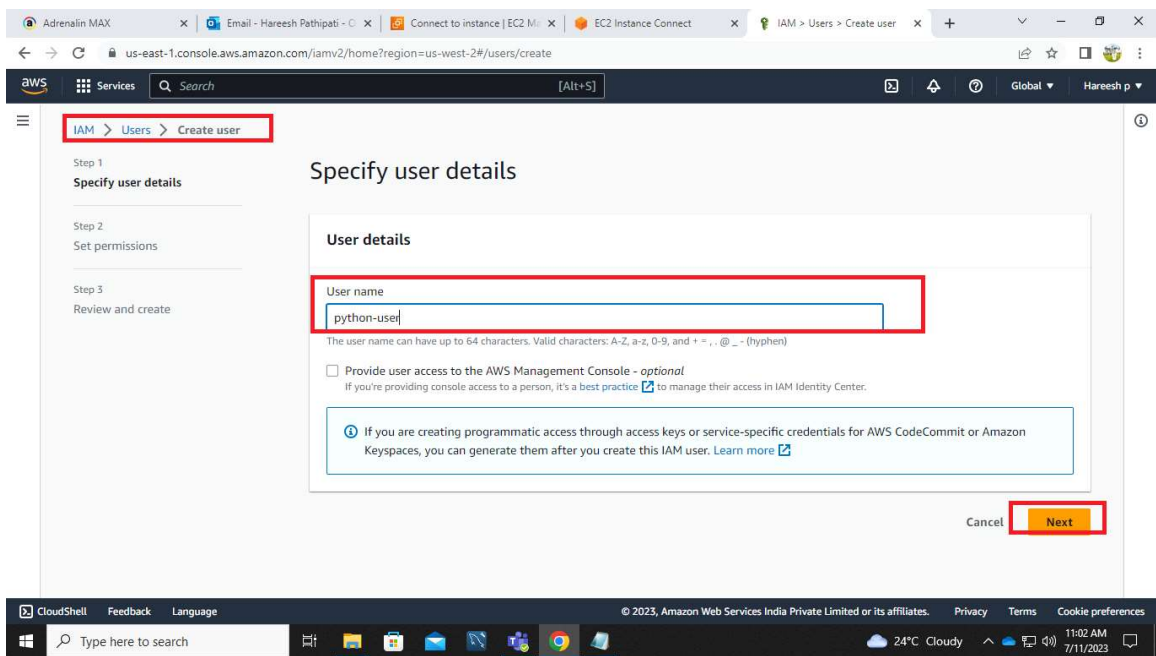 Adrenalin MAX
Email - Hareesh Pathipati - O
Connect to instance | EC2 M
EC2 Instance Connect
IAM > Users > Create user
us-east-1.console.aws.amazon.com/iamv2/home?region=us-west-2#/users/create
aws
Services
Search
[Alt+S]
Global
Hareesh p
IAM > Users > Create user
Step 1
Specify user details
Step 2
Set permissions
Step 3
Review and create
Specify user details
User details
User name
python-user
The user name can have up to 64 characters. Valid characters: A-Z, a-z, 0-9, and + = , . @ _ - (hyphen)
Provide user access to the AWS Management Console - optional
If you're providing console access to a person, it's a best practice to manage their access in IAM Identity Center.
If you are creating programmatic access through access keys or service-specific credentials for AWS CodeCommit or Amazon
Keyspaces, you can generate them after you create this IAM user. Learn more
Cancel
Next
CloudShell Feedback Language
© 2023, Amazon Web Services India Private Limited or its affiliates. Privacy Terms Cookie preferences
Type here to search
24°C Cloudy
11:02 AM
7/11/2023